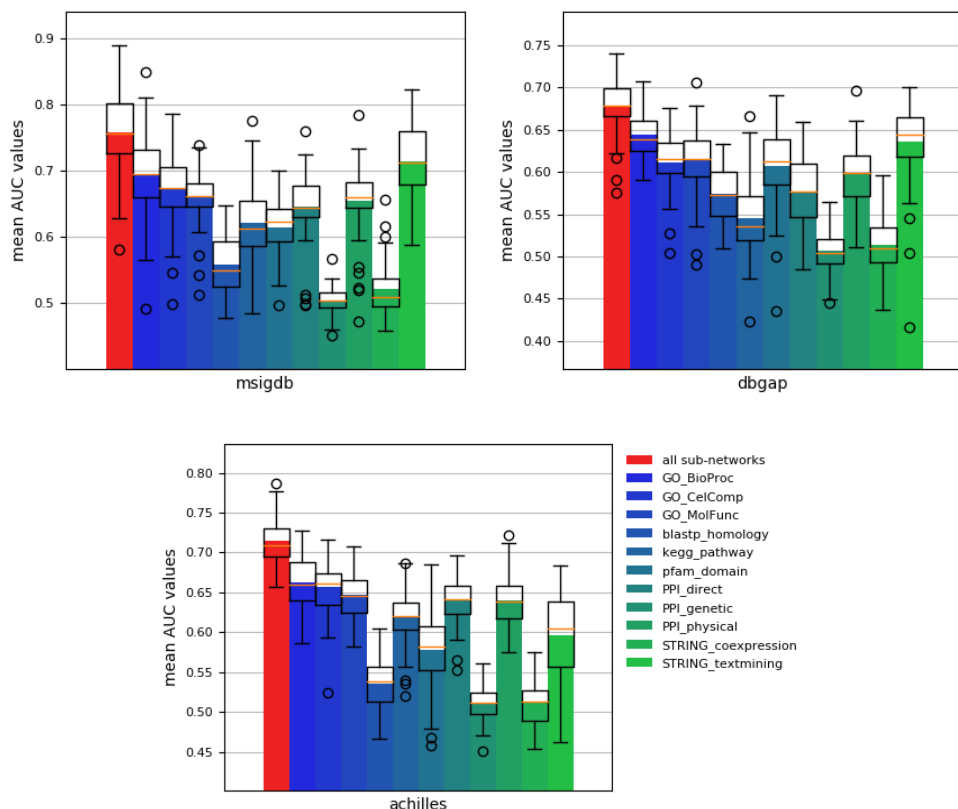 mean AUC values
0.9
0.8
0.7
0.6
0.5
msigdb
mean AUC values
0.75
0.70
0.65
0.60
0.55
0.50
0.45
0.40
dbgap
mean AUC values
0.80
0.75
0.70
0.65
0.60
0.55
0.50
0.45
achilles
all sub-networks
GO_BioProc
GO_CelComp
GO_MolFunc
blastp_homology
kegg_pathway
pfam_domain
PPI_direct
PPI_genetic
PPI_physical
STRING_coexpression
STRING_textmining